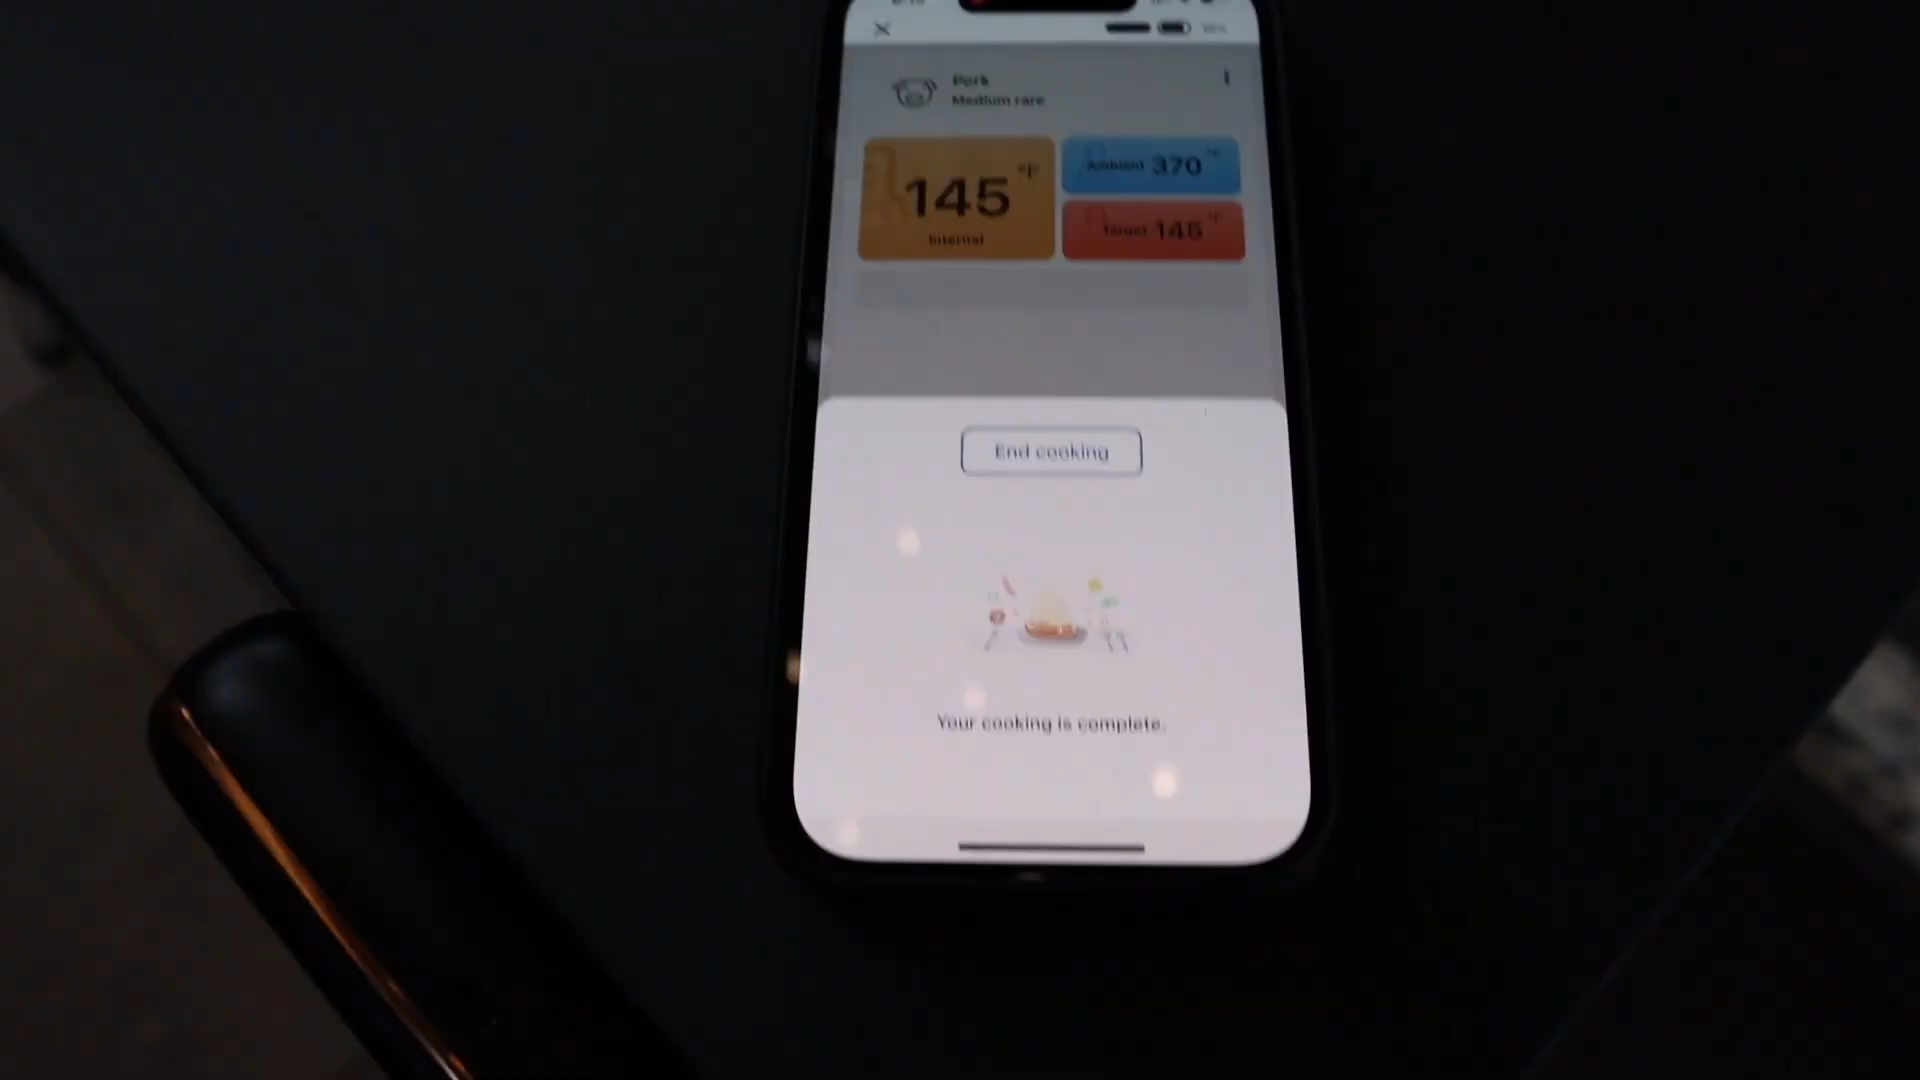 Pork
Medium rare
145 °F
Internal
Ambient 370
Target 145 °F
End cooking
Your cooking is complete.